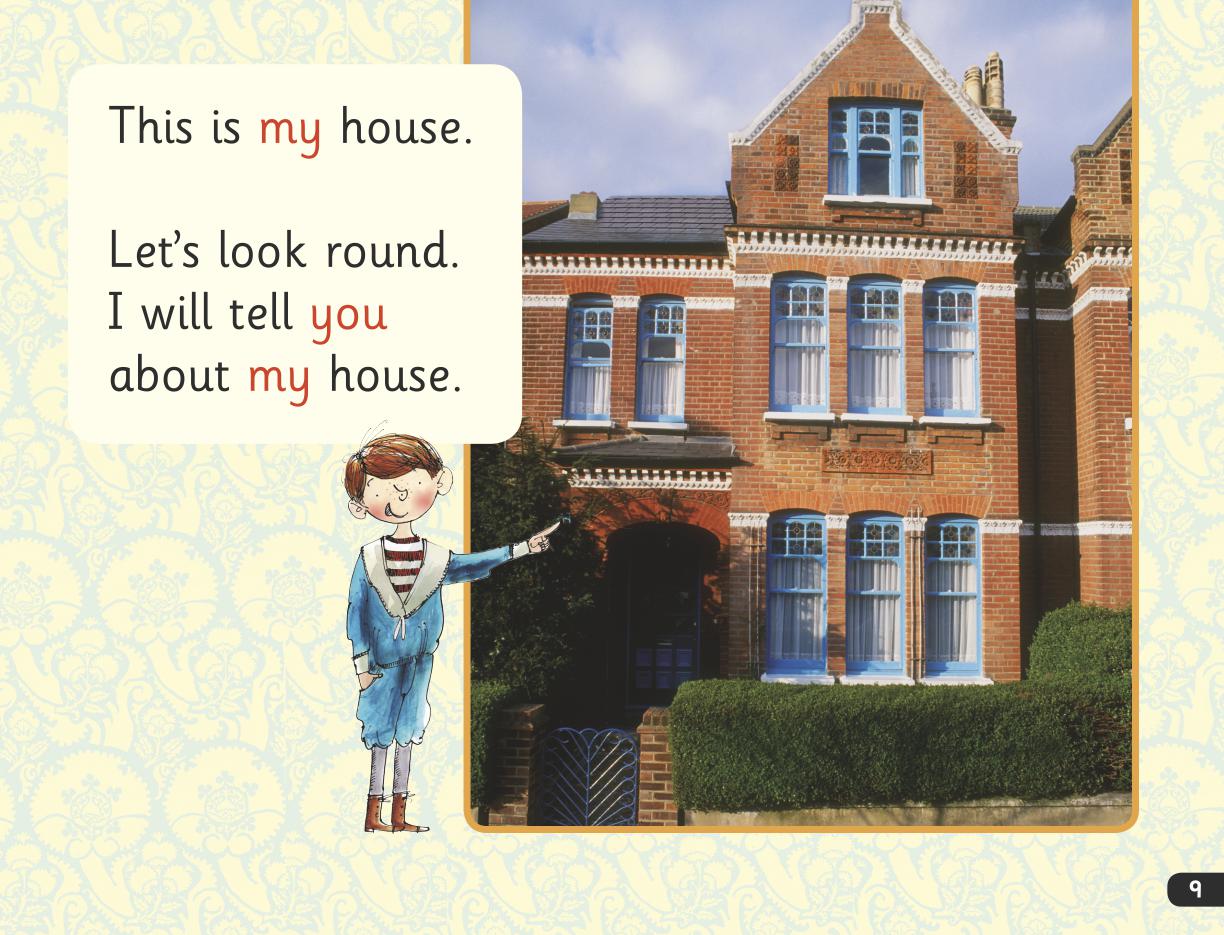 This is my house.
Let's look round.
I will tell you
about my house.
9